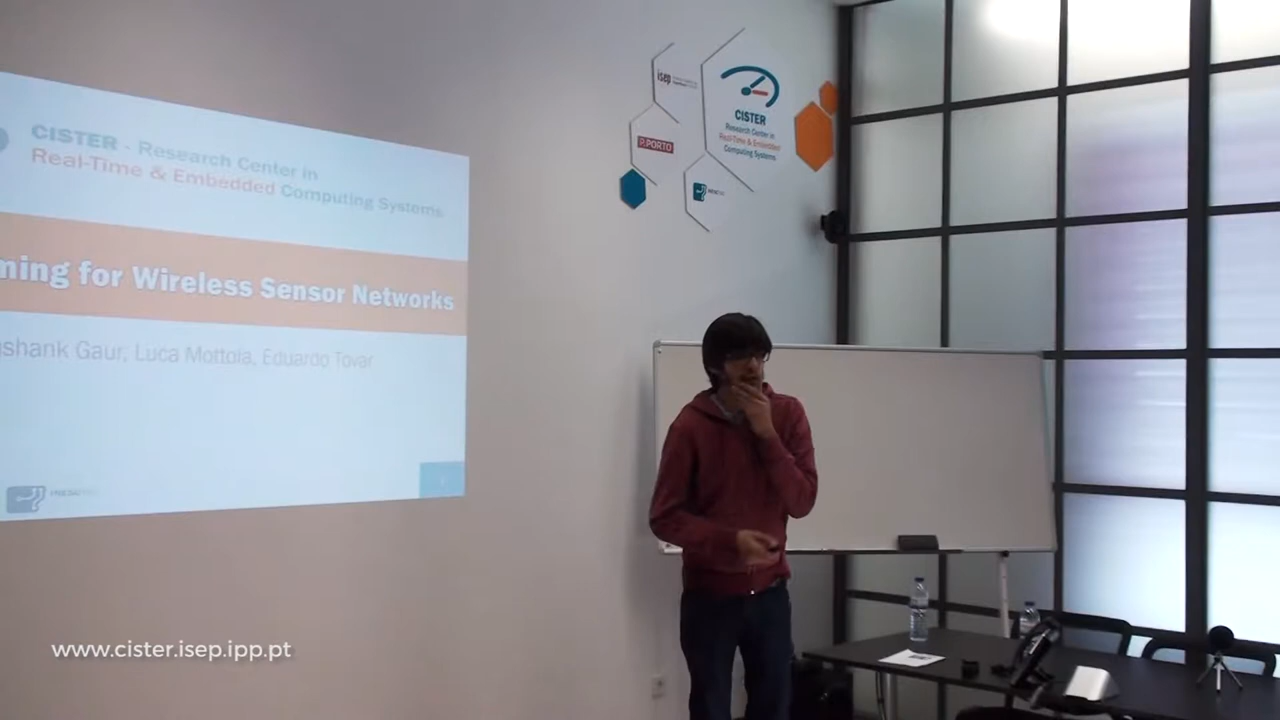 CISTER - Research Center in
Real-Time & Embedded Computing Systems
ming for Wireless Sensor Networks
shank Gaur, Luca Mottola, Eduardo Tovar
isep
P.PORTO
CISTER
Research Center in
Real-Time & Embedded
Computing Systems
www.cister.isep.ipp.pt